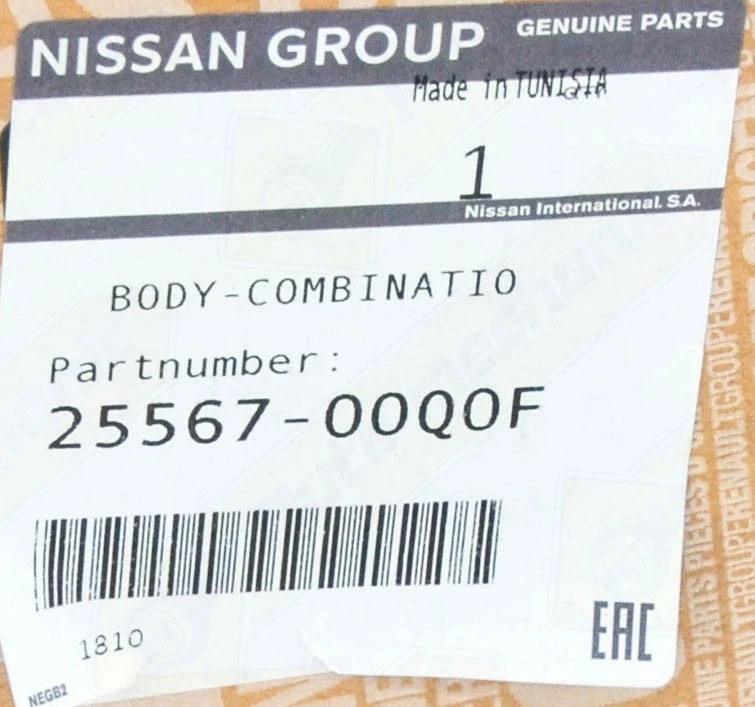 NISSAN GROUP GENUINE PARTS
Made in TUNISIA
1
Nissan International. S.A.
BODY-COMBINATIO
Partnumber:
25567-00Q0F
1810
EAC
NEGB2